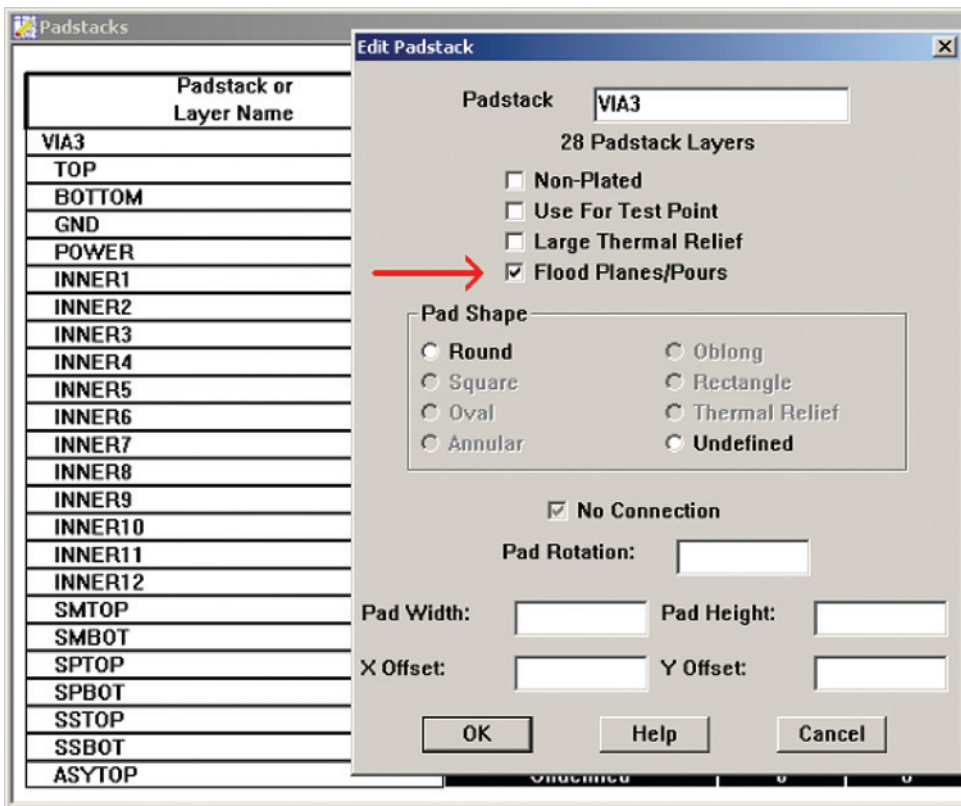 Padstacks
Padstack or
Layer Name
VIA3
TOP
BOTTOM
GND
POWER
INNER1
INNER2
INNER3
INNER4
INNER5
INNER6
INNER7
INNER8
INNER9
INNER10
INNER11
INNER12
SMTOP
SMBOT
SPTOP
SPBOT
SSTOP
SSBOT
ASYTOP
Undefined 0 0
Edit Padstack
Padstack VIA3
28 Padstack Layers
Non-Plated
Use For Test Point
Large Thermal Relief
Flood Planes/Pours
Pad Shape
Round Oblong
Square Rectangle
Oval Thermal Relief
Annular Undefined
No Connection
Pad Rotation:
Pad Width: Pad Height:
X Offset: Y Offset:
OK Help Cancel